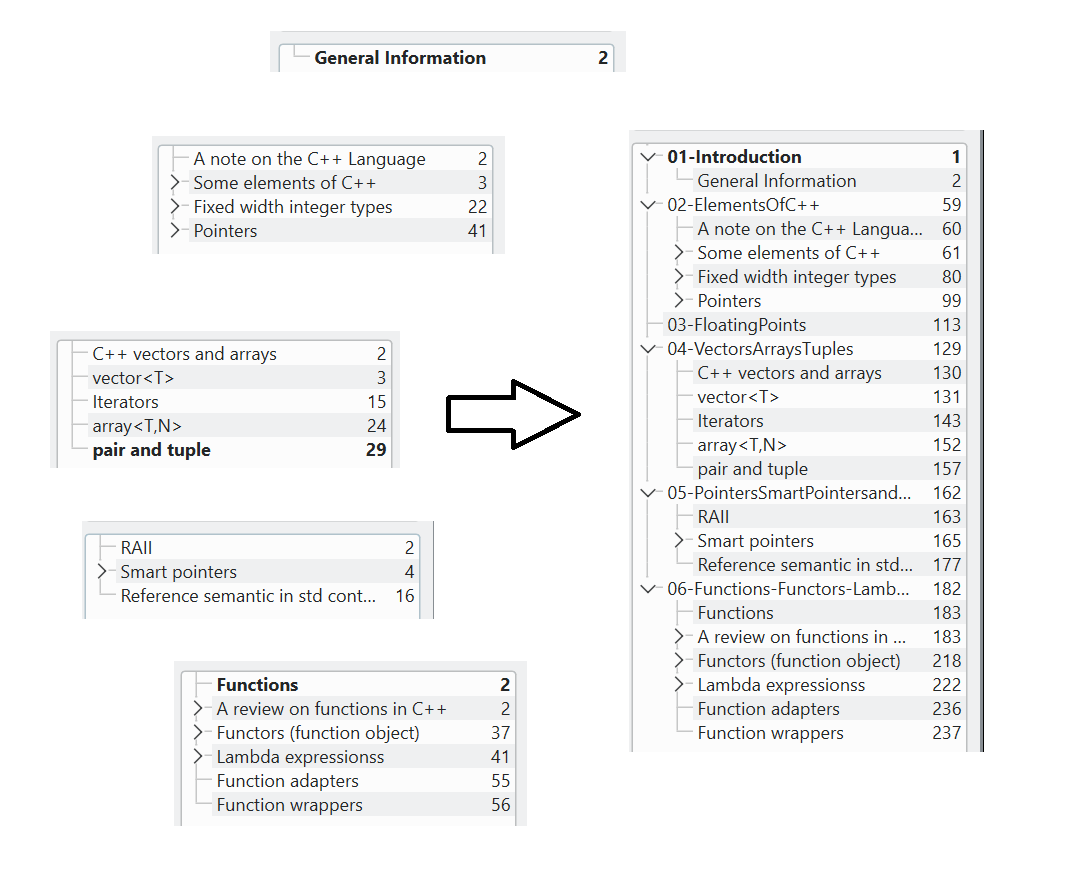 General Information 2
A note on the C++ Language 2
Some elements of C++ 3
Fixed width integer types 22
Pointers 41
C++ vectors and arrays 2
vector<T> 3
Iterators 15
array<T,N> 24
pair and tuple 29
RAII 2
Smart pointers 4
Reference semantic in std cont... 16
Functions 2
A review on functions in C++ 2
Functors (function object) 37
Lambda expressionss 41
Function adapters 55
Function wrappers 56
01-Introduction 1
General Information 2
02-ElementsOfC++ 59
A note on the C++ Langua... 60
Some elements of C++ 61
Fixed width integer types 80
Pointers 99
03-FloatingPoints 113
04-VectorsArraysTuples 129
C++ vectors and arrays 130
vector<T> 131
Iterators 143
array<T,N> 152
pair and tuple 157
05-PointersSmartPointersand... 162
RAII 163
Smart pointers 165
Reference semantic in std... 177
06-Functions-Functors-Lamb... 182
Functions 183
A review on functions in ... 183
Functors (function object) 218
Lambda expressionss 222
Function adapters 236
Function wrappers 237